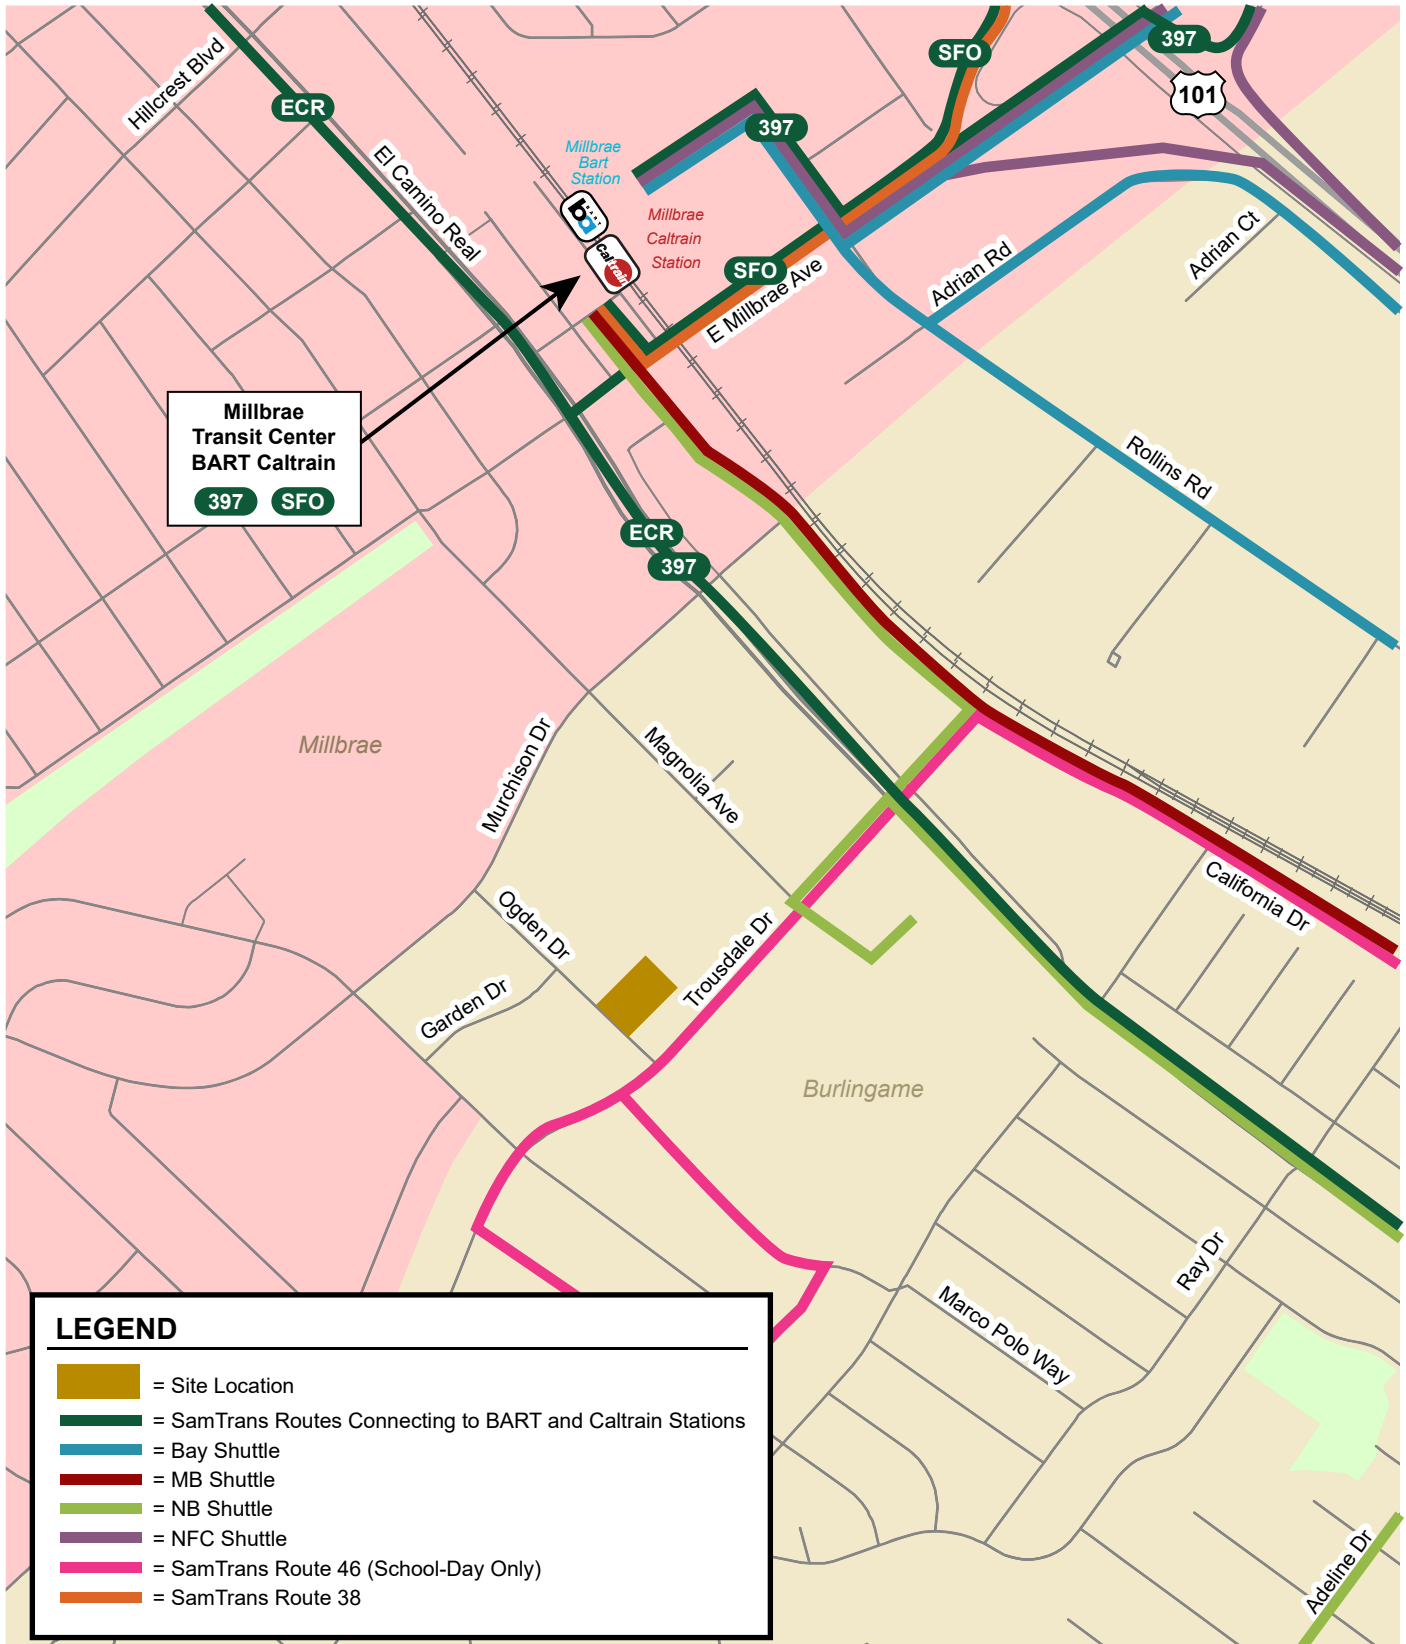 Hillcrest Blvd
ECR
El Camino Real
Millbrae
Bart
Station
BART
ba
Caltrain
Millbrae
Caltrain
Station
397
SFO
397
101
SFO
E Millbrae Ave
Adrian Rd
Adrian Ct
Rollins Rd
Millbrae
Transit Center
BART Caltrain
397 SFO
ECR
397
Millbrae
Murchison Dr
Magnolia Ave
Ogden Dr
Garden Dr
Trousdale Dr
California Dr
Burlingame
Ray Dr
Marco Polo Way
Adeline Dr
LEGEND
= Site Location
= SamTrans Routes Connecting to BART and Caltrain Stations
= Bay Shuttle
= MB Shuttle
= NB Shuttle
= NFC Shuttle
= SamTrans Route 46 (School-Day Only)
= SamTrans Route 38